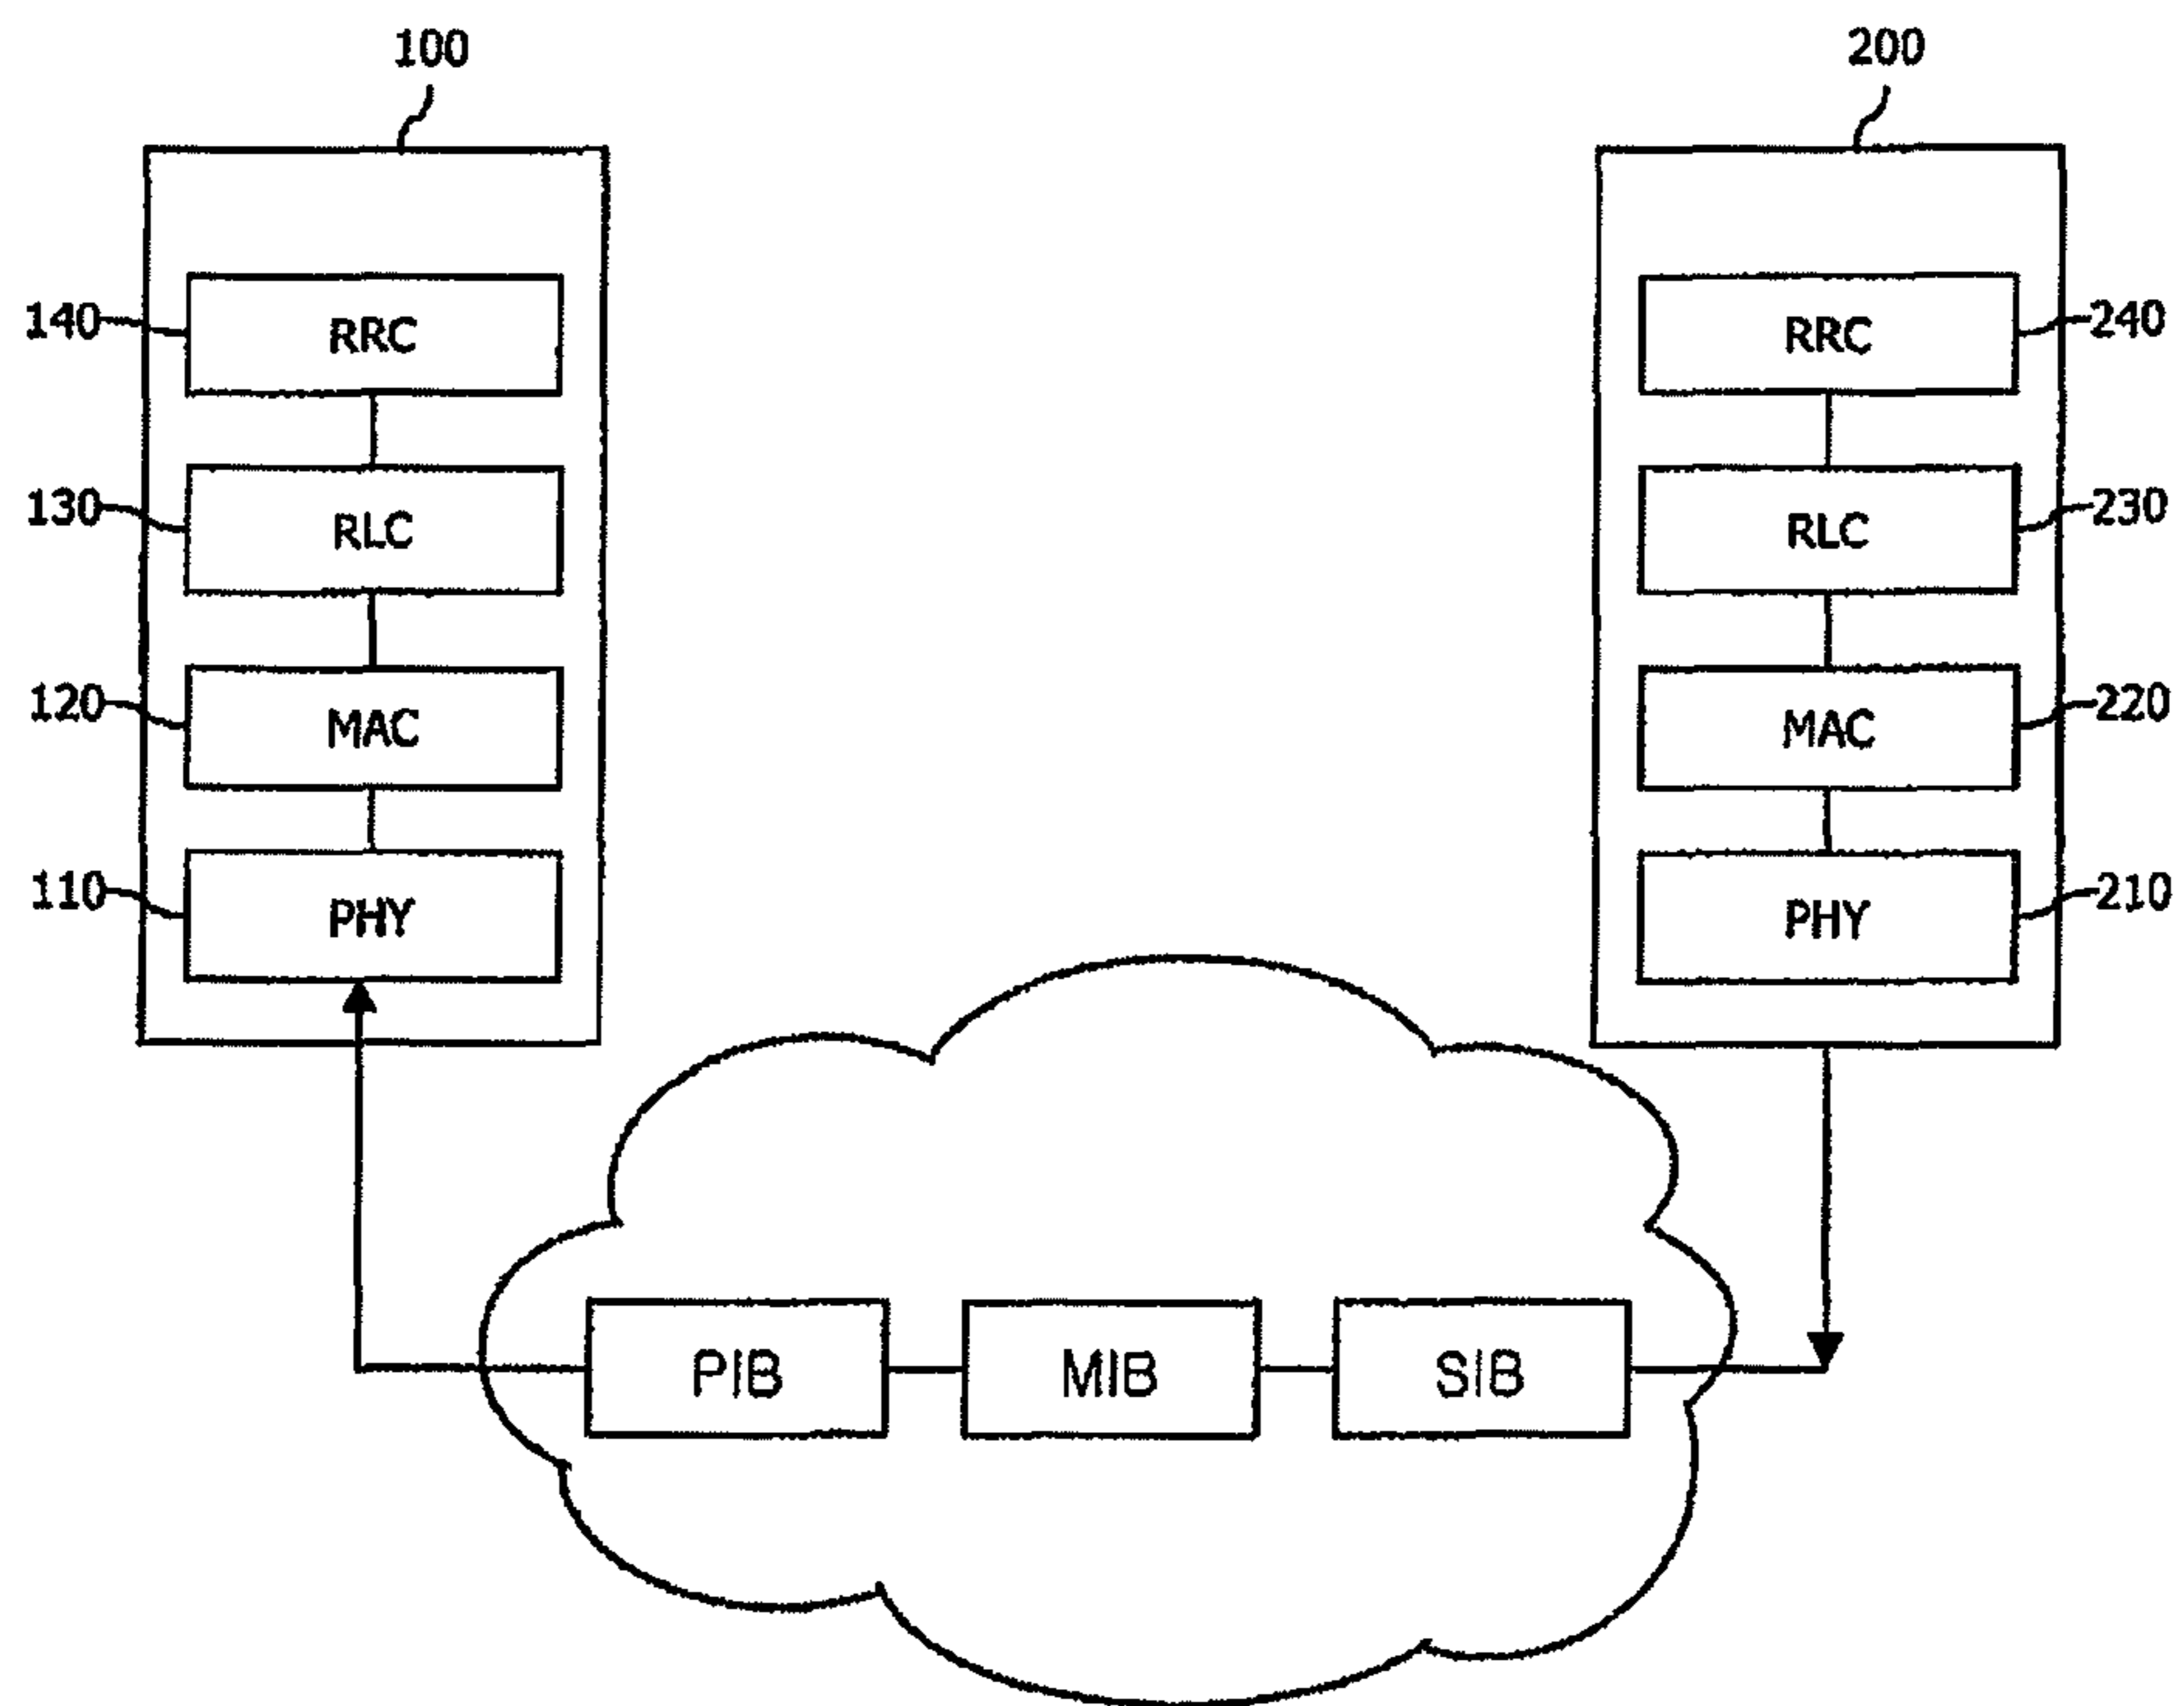 100 200
140 RRC RRC 240
130 RLC RLC 230
120 MAC MAC 220
110 PHY PHY 210
PIB MIB SIB